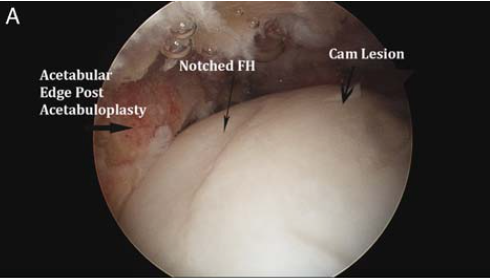 A
Acetabular
Edge Post
Acetabuloplasty
Notched FH
Cam Lesion